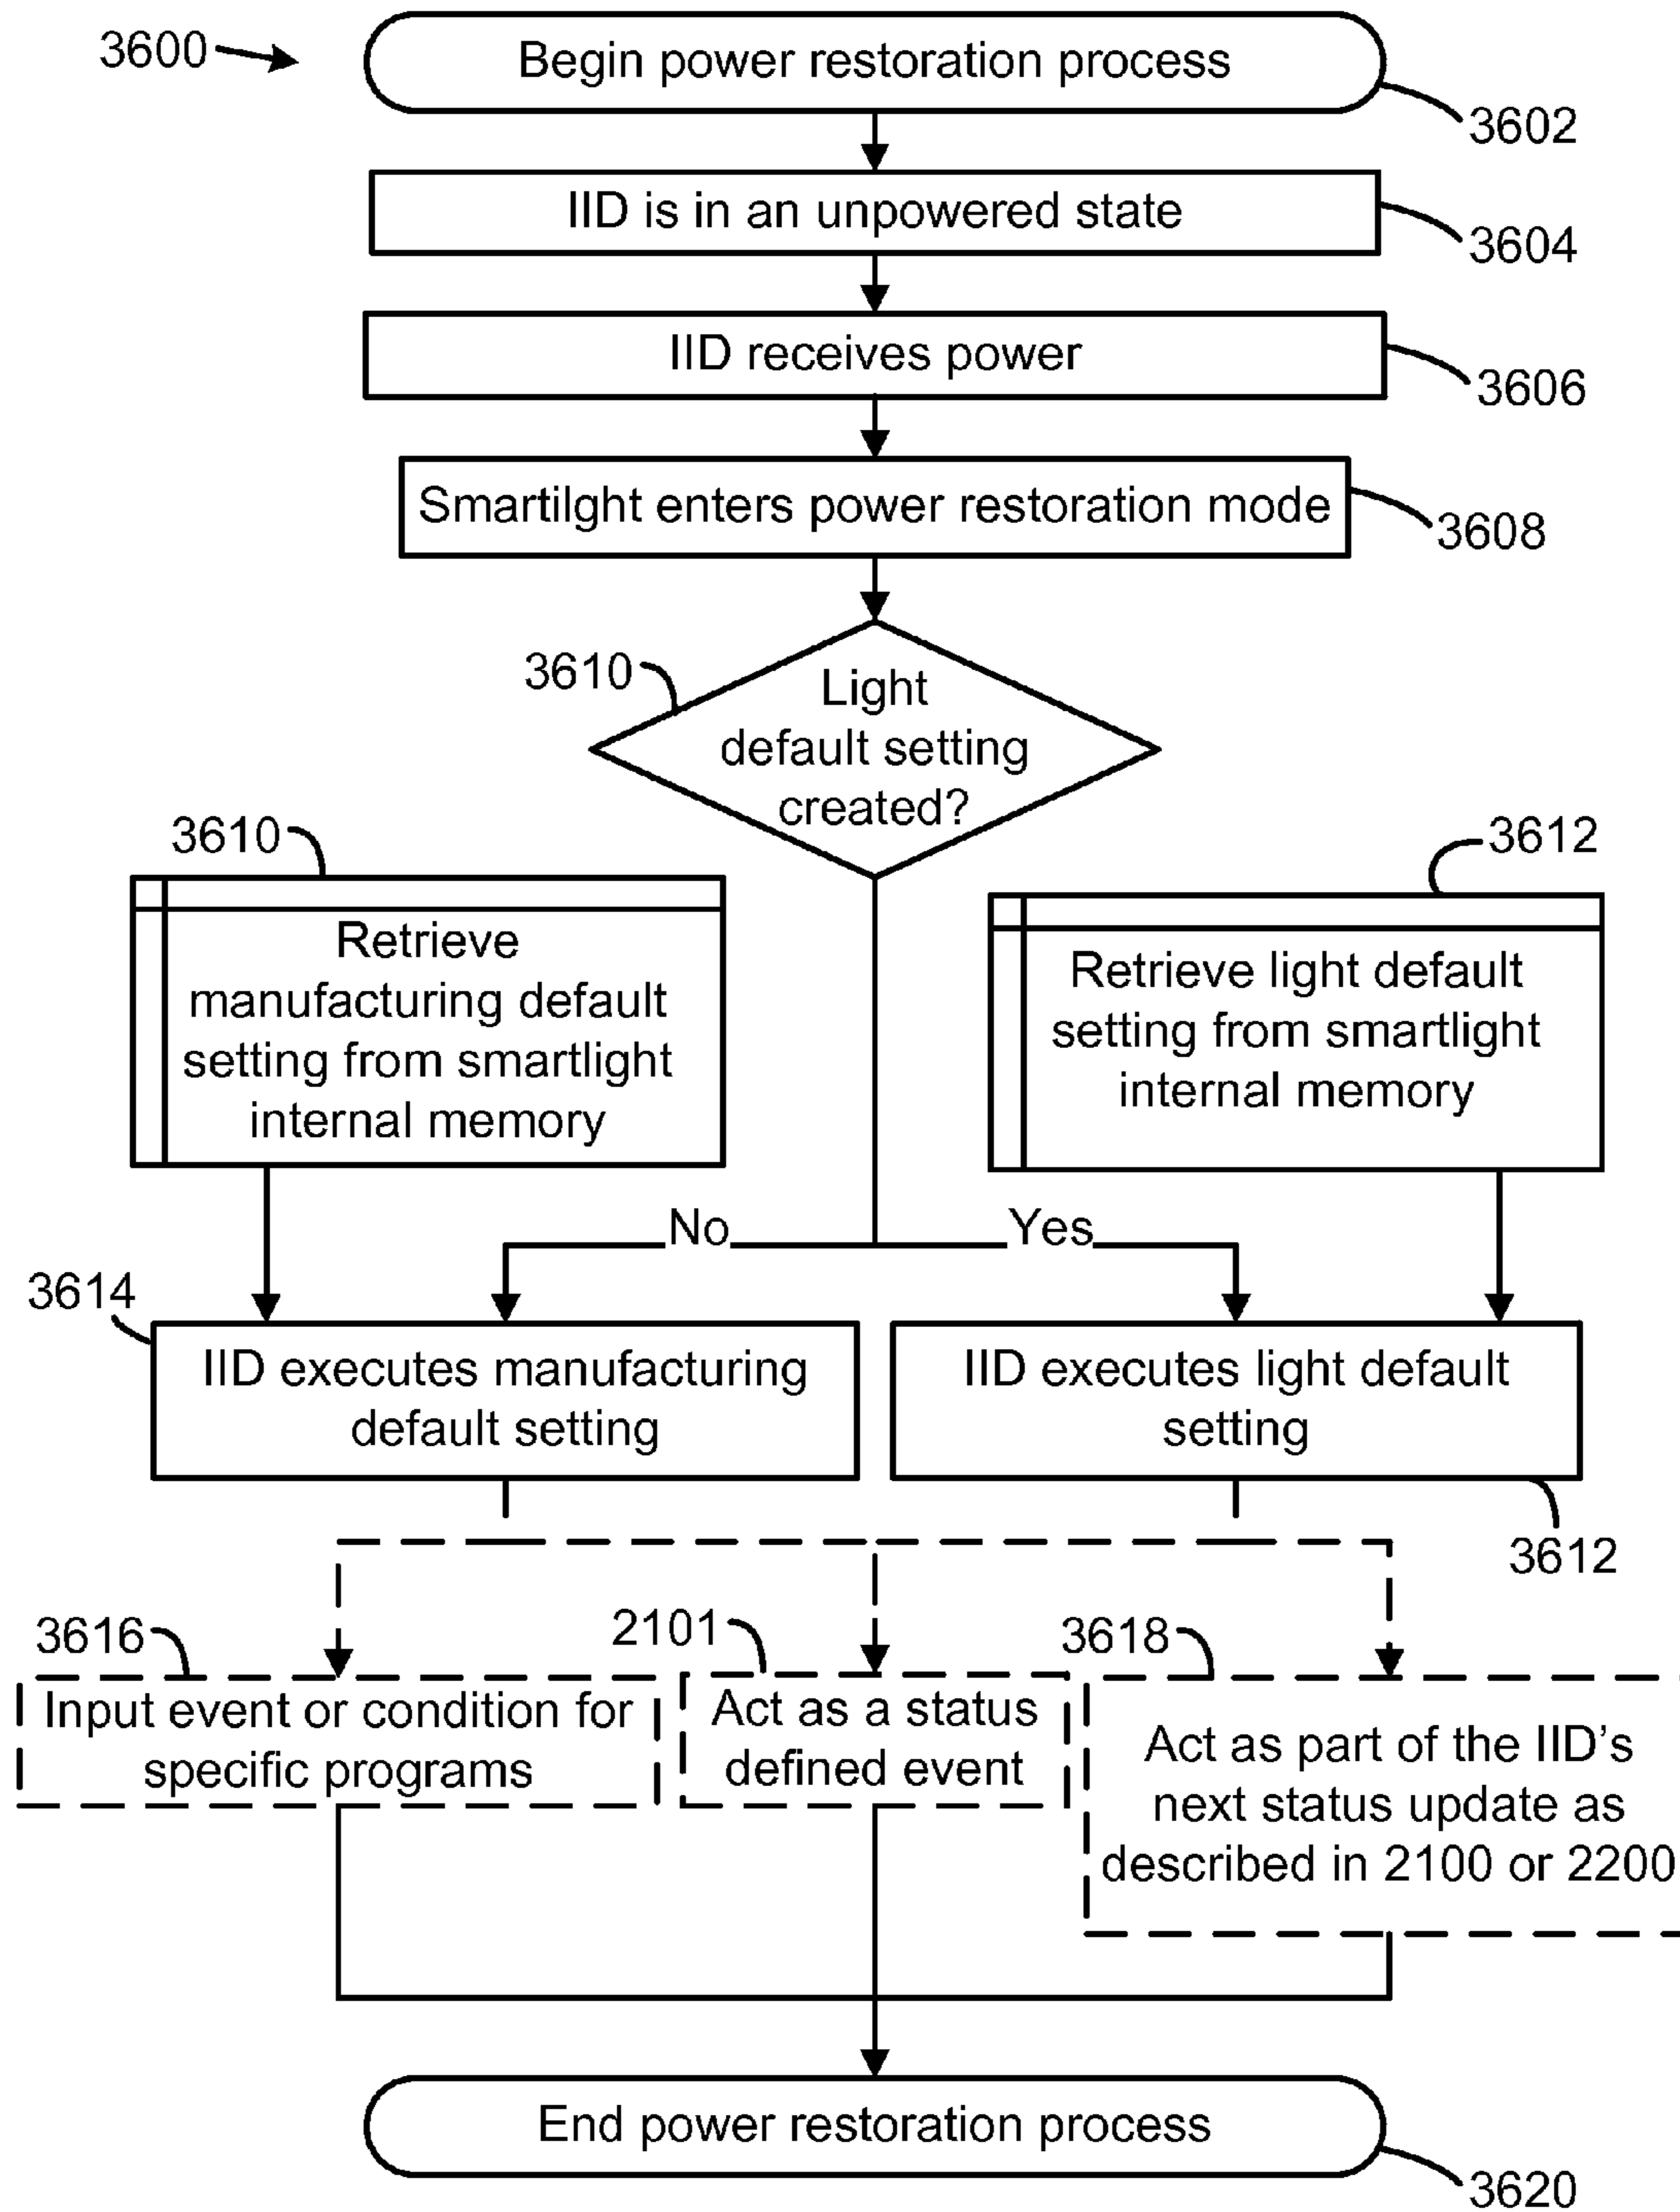 3600
Begin power restoration process
3602
IID is in an unpowered state
3604
IID receives power
3606
Smartilght enters power restoration mode
3608
3610
Light
default setting
created?
3610
Retrieve
manufacturing default
setting from smartlight
internal memory
3612
Retrieve light default
setting from smartlight
internal memory
No
Yes
3614
IID executes manufacturing
default setting
IID executes light default
setting
3612
3616
Input event or condition for
specific programs
2101
Act as a status
defined event
3618
Act as part of the IID's
next status update as
described in 2100 or 2200
End power restoration process
3620